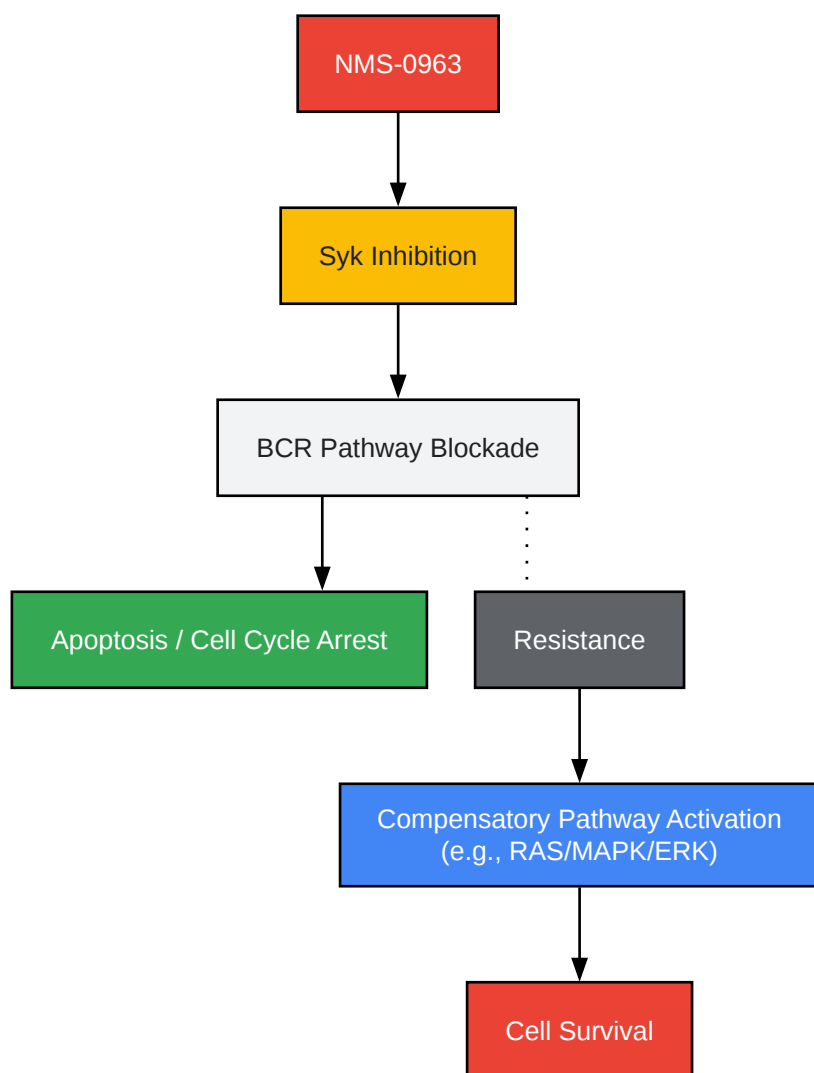 NMS-0963
Syk Inhibition
BCR Pathway Blockade
Apoptosis / Cell Cycle Arrest
Resistance
Compensatory Pathway Activation
(e.g., RAS/MAPK/ERK)
Cell Survival